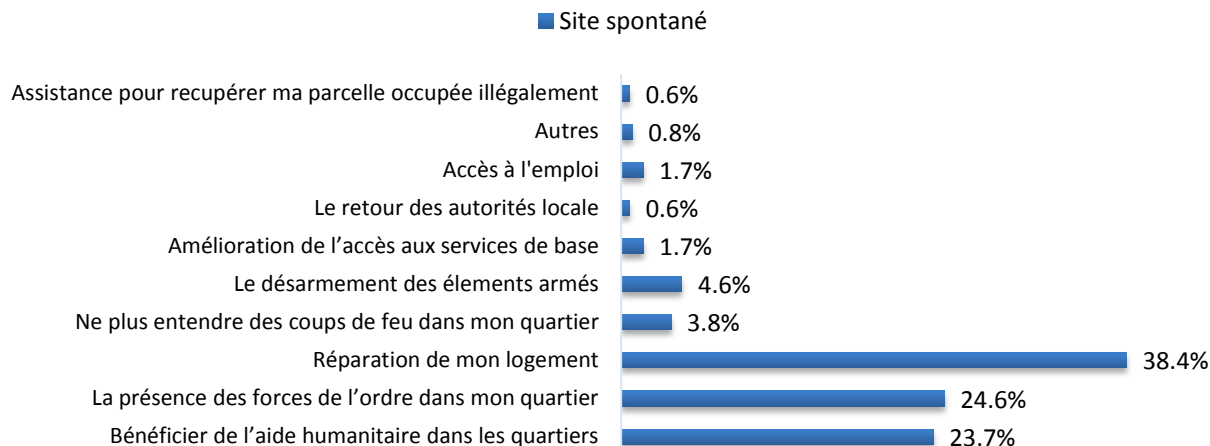 Site spontané
Assistance pour recupérer ma parcelle occupée illégalement 0.6%
Autres 0.8%
Accès à l'emploi 1.7%
Le retour des autorités locale 0.6%
Amélioration de l’accès aux services de base 1.7%
Le désarmement des élements armés 4.6%
Ne plus entendre des coups de feu dans mon quartier 3.8%
Réparation de mon logement 38.4%
La présence des forces de l’ordre dans mon quartier 24.6%
Bénéficier de l’aide humanitaire dans les quartiers 23.7%